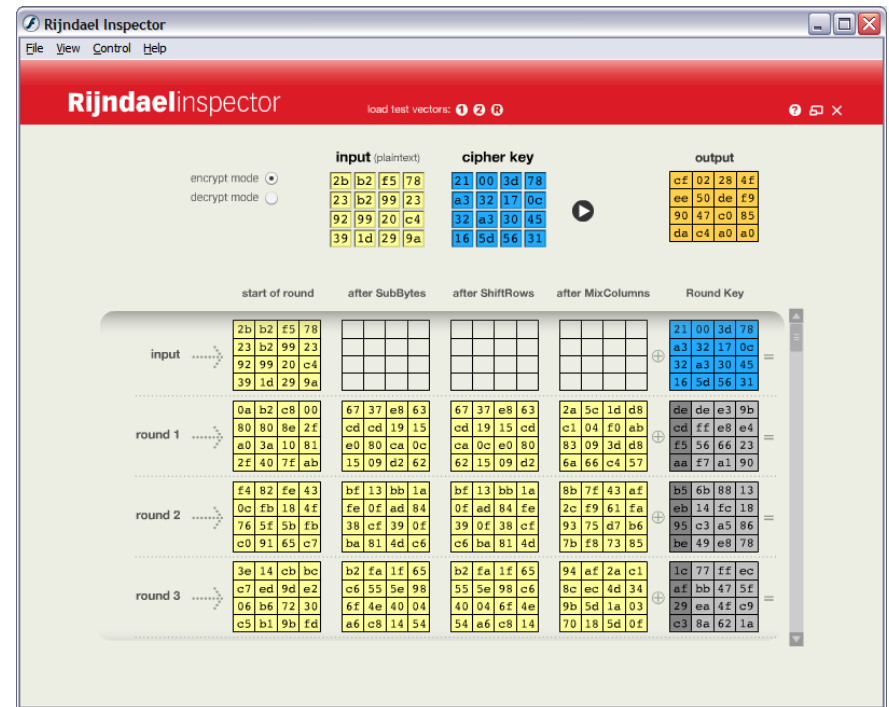 Rijndael Inspector
File View Control Help
Rijndaelinspector load test vectors: 1 2 R ? ×
input (plaintext) cipher key output
encrypt mode
decrypt mode
2b b2 f5 78 21 00 3d 78 cf 02 28 4f
23 b2 99 23 a3 32 17 0c ee 50 de f9
92 99 20 c4 32 a3 30 45 90 47 c0 85
39 1d 29 9a 16 5d 56 31 da c4 a0 a0
start of round after SubBytes after ShiftRows after MixColumns Round Key
input
2b b2 f5 78 21 00 3d 78
23 b2 99 23 a3 32 17 0c
92 99 20 c4 32 a3 30 45
39 1d 29 9a 16 5d 56 31
⊕ =
round 1
0a b2 c8 00 67 37 e8 63 67 37 e8 63 2a 5c 1d d8 de de e3 9b
80 80 8e 2f cd cd 19 15 cd 19 15 cd c1 04 f0 ab cd ff e8 e4
a0 3a 10 81 e0 80 ca 0c ca 0c e0 80 83 09 3d d8 f5 56 66 23
2f 40 7f ab 15 09 d2 62 62 15 09 d2 6a 66 c4 57 aa f7 a1 90
⊕ =
round 2
f4 82 fe 43 bf 13 bb 1a bf 13 bb 1a 8b 7f 43 af b5 6b 88 13
0c fb 18 4f fe 0f ad 84 0f ad 84 fe 2c f9 61 fa eb 14 fc 18
76 5f 5b fb 38 cf 39 0f 39 0f 38 cf 93 75 d7 b6 95 c3 a5 86
c0 91 65 c7 ba 81 4d c6 c6 ba 81 4d 7b f8 73 85 be 49 e8 78
⊕ =
round 3
3e 14 cb bc b2 fa 1f 65 b2 fa 1f 65 94 af 2a c1 1c 77 ff ec
c7 ed 9d e2 c6 55 5e 98 55 5e 98 c6 8c ec 4d 34 af bb 47 5f
06 b6 72 30 6f 4e 40 04 40 04 6f 4e 9b 5d 1a 03 29 ea 4f c9
c5 b1 9b fd a6 c8 14 54 54 a6 c8 14 70 18 5d 0f c3 8a 62 1a
⊕ =